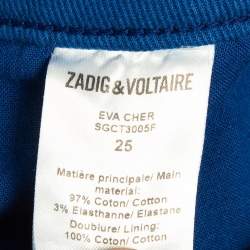 ZADIG & VOLTAIRE
EVA CHER
SGCT3005F
25
Matière principale/ Main
material:
97% Coton/ Cotton
3% Elasthanne/ Elastane
Doublure/ Lining:
100% Coton/ Cotton